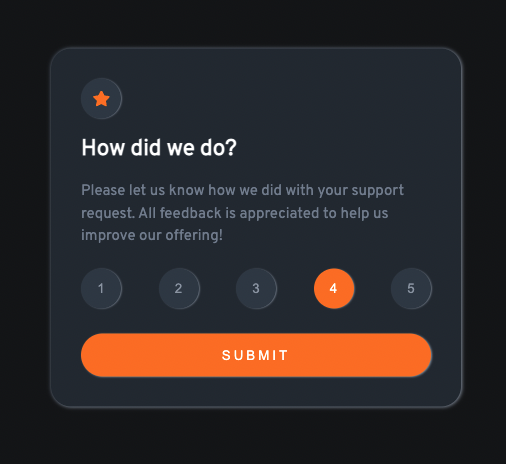 How did we do?
Please let us know how we did with your support
request. All feedback is appreciated to help us
improve our offering!
1 2 3 4 5
SUBMIT